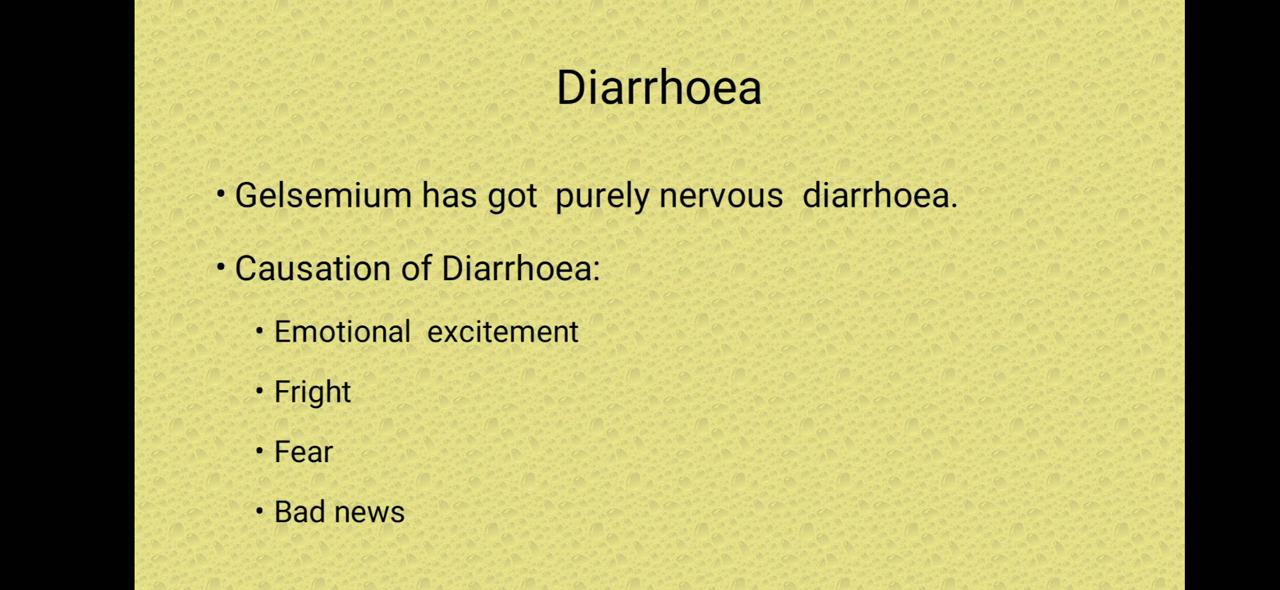 Diarrhoea
• Gelsemium has got  purely nervous  diarrhoea.
• Causation of Diarrhoea:
• Emotional  excitement
• Fright
• Fear
• Bad news